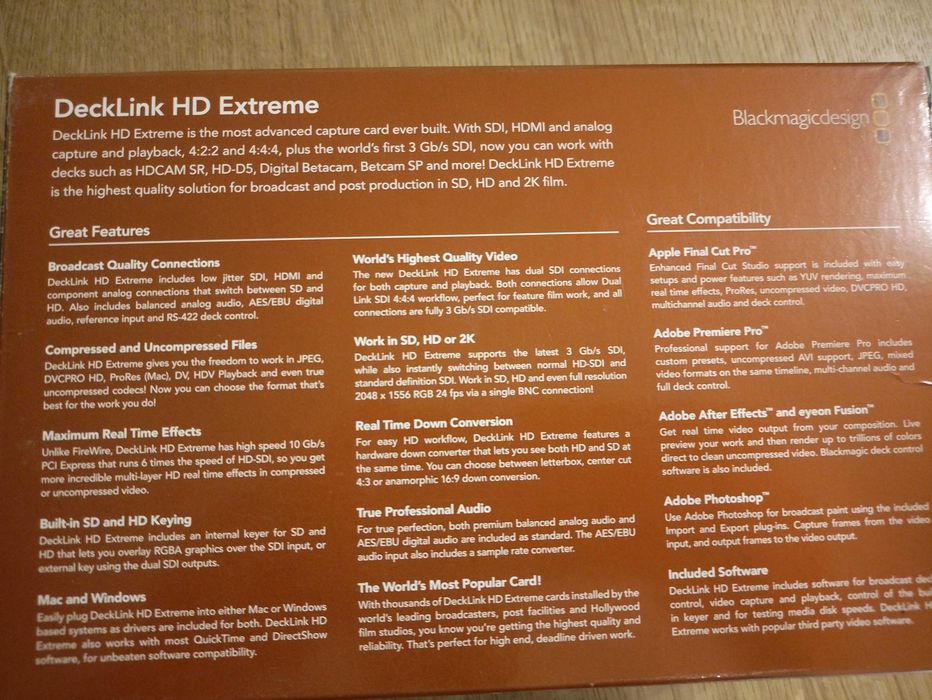 DeckLink HD Extreme
DeckLink HD Extreme is the most advanced capture card ever built. With SDI, HDMI and analog
capture and playback, 4:2:2 and 4:4:4, plus the world's first 3 Gb/s SDI, now you can work with
decks such as HDCAM SR, HD-D5, Digital Betacam, Betcam SP and more! DeckLink HD Extreme
is the highest quality solution for broadcast and post production in SD, HD and 2K film.
Blackmagicdesign
Great Features
Broadcast Quality Connections
DeckLink HD Extreme includes low jitter SDI, HDMI and
component analog connections that switch between SD and
HD. Also includes balanced analog audio, AES/EBU digital
audio, reference input and RS-422 deck control.
Compressed and Uncompressed Files
DeckLink HD Extreme gives you the freedom to work in JPEG,
DVCPRO HD, ProRes (Mac), DV, HDV Playback and even true
uncompressed codecs! Now you can choose the format that's
best for the work you do!
Maximum Real Time Effects
Unlike FireWire, DeckLink HD Extreme has high speed 10 Gb/s
PCI Express that runs 6 times the speed of HD-SDI, so you get
more incredible multi-layer HD real time effects in compressed
or uncompressed video.
Built-in SD and HD Keying
DeckLink HD Extreme includes an internal keyer for SD and
HD that lets you overlay RGBA graphics over the SDI input, or
external key using the dual SDI outputs.
Mac and Windows
Easily plug DeckLink HD Extreme into either Mac or Windows
based systems as drivers are included for both. DeckLink HD
Extreme also works with most QuickTime and DirectShow
software, for unbeaten software compatibility.
World's Highest Quality Video
The new DeckLink HD Extreme has dual SDI connections
for both capture and playback. Both connections allow Dual
Link SDI 4:4:4 workflow, perfect for feature film work, and all
connections are fully 3 Gb/s SDI compatible.
Work in SD, HD or 2K
DeckLink HD Extreme supports the latest 3 Gb/s SDI,
while also instantly switching between normal HD-SDI and
standard definition SDI. Work in SD, HD and even full resolution
2048 x 1556 RGB 24 fps via a single BNC connection!
Real Time Down Conversion
For easy HD workflow, DeckLink HD Extreme features a
hardware down converter that lets you see both HD and SD at
the same time. You can choose between letterbox, center cut
4:3 or anamorphic 16:9 down conversion.
True Professional Audio
For true perfection, both premium balanced analog audio and
AES/EBU digital audio are included as standard. The AES/EBU
audio input also includes a sample rate converter.
The World's Most Popular Card!
With thousands of DeckLink HD Extreme cards installed by the
world's leading broadcasters, post facilities and Hollywood
film studios, you know you're getting the highest quality and
reliability. That's perfect for high end, deadline driven work.
Great Compatibility
Apple Final Cut Pro™
Enhanced Final Cut Studio support is included with easy
setups and power features such as YUV rendering, maximum
real time effects, ProRes, uncompressed video, DVCPRO HD,
multichannel audio and deck control.
Adobe Premiere Pro™
Professional support for Adobe Premiere Pro includes
custom presets, uncompressed AVI support, JPEG, mixed
video formats on the same timeline, multi-channel audio and
full deck control.
Adobe After Effects™ and eyeon Fusion™
Get real time video output from your composition. Live
preview your work and then render up to trillions of colors
direct to clean uncompressed video. Blackmagic deck control
software is also included.
Adobe Photoshop™
Use Adobe Photoshop for broadcast paint using the included
Import and Export plug-ins. Capture frames from the video
input, and output frames to the video output.
Included Software
DeckLink HD Extreme includes software for broadcast
control, video capture and playback, control of the
in keyer and for testing media disk speeds. DeckLink
Extreme works with popular third party video software.